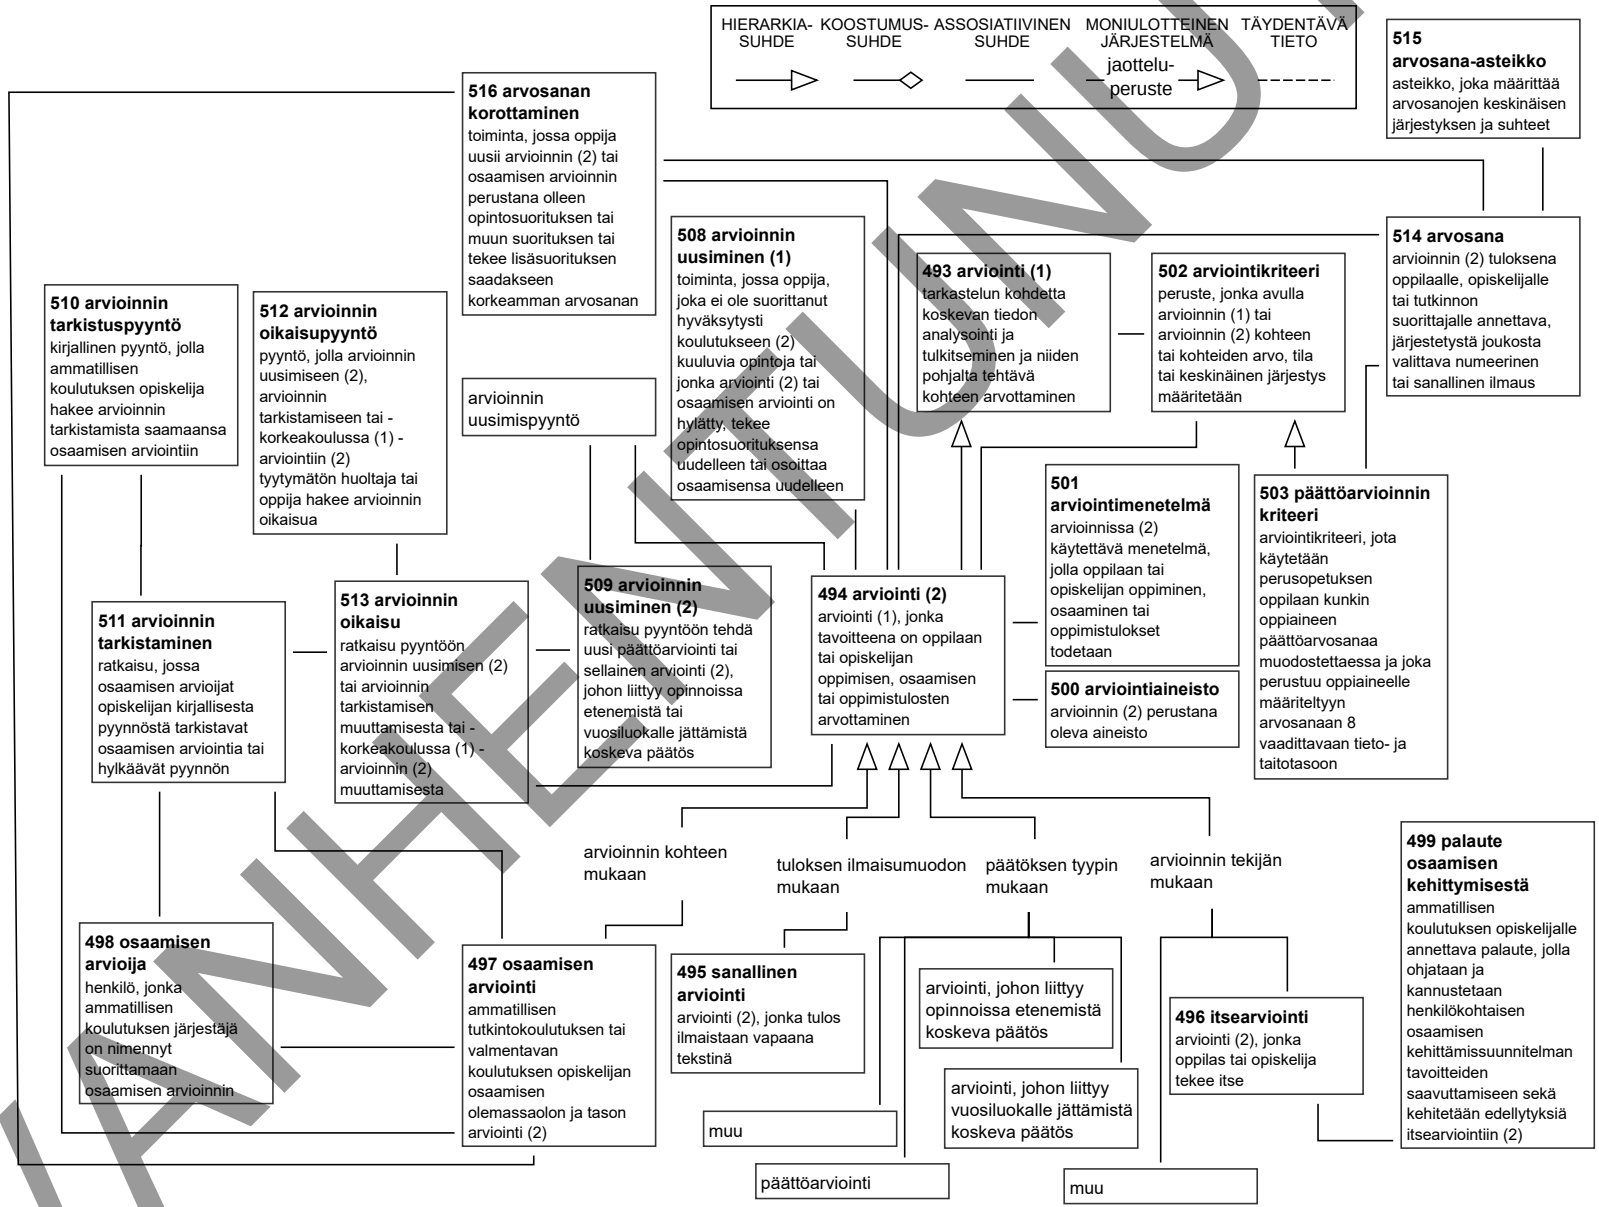 HIERARKIA-
SUHDE
KOOSTUMUS-
SUHDE
ASSOSIATIIVINEN
SUHDE
MONIULOTTEINEN
JÄRJESTELMÄ
jaottelu-
peruste
TÄYDENTÄVÄ
TIETO
515
arvosana-asteikko
asteikko, joka määrittää
arvosanojen keskinäisen
järjestyksen ja suhteet
516 arvosanan
korottaminen
toiminta, jossa oppija
uusii arvioinnin (2) tai
osaamisen arvioinnin
perustana olleen
opintosuorituksen tai
muun suorituksen tai
tekee lisäsuorituksen
saadakseen
korkeamman arvosanan
508 arvioinnin
uusiminen (1)
toiminta, jossa oppija,
joka ei ole suorittanut
hyväksytysti
koulutukseen (2)
kuuluvia opintoja tai
jonka arviointi (2) tai
osaamisen arviointi on
hylätty, tekee
opintosuorituksensa
uudelleen tai osoittaa
osaamisensa uudelleen
493 arviointi (1)
tarkastelun kohdetta
koskevan tiedon
analysointi ja
tulkitseminen ja niiden
pohjalta tehtävä
kohteen arvottaminen
502 arviointikriteeri
peruste, jonka avulla
arvioinnin (1) tai
arvioinnin (2) kohteen
tai kohteiden arvo, tila
tai keskinäinen järjestys
määritetään
514 arvosana
arvioinnin (2) tuloksena
oppilaalle, opiskelijalle
tai tutkinnon
suorittajalle annettava,
järjestetystä joukosta
valittava numeerinen
tai sanallinen ilmaus
510 arvioinnin
tarkistuspyyntö
kirjallinen pyyntö, jolla
ammatillisen
koulutuksen opiskelija
hakee arvioinnin
tarkistamista saamaansa
osaamisen arviointiin
512 arvioinnin
oikaisupyyntö
pyyntö, jolla arvioinnin
uusimiseen (2),
arvioinnin
tarkistamiseen tai -
korkeakoulussa (1) -
arviointiin (2)
tyytymätön huoltaja tai
oppija hakee arvioinnin
oikaisua
arvioinnin
uusimispyyntö
501
arviointimenetelmä
arvioinnissa (2)
käytettävä menetelmä,
jolla oppilaan tai
opiskelijan oppiminen,
osaaminen tai
oppimistulokset
todetaan
503 päättöarvioinnin
kriteeri
arviointikriteeri, jota
käytetään
perusopetuksen
oppilaan kunkin
oppiaineen
päättöarvosanaa
muodostettaessa ja joka
perustuu oppiaineelle
määriteltyyn
arvosanaan 8
vaadittavaan tieto- ja
taitotasoon
511 arvioinnin
tarkistaminen
ratkaisu, jossa
osaamisen arvioijat
opiskelijan kirjallisesta
pyynnöstä tarkistavat
osaamisen arviointia tai
hylkäävät pyynnön
513 arvioinnin
oikaisu
ratkaisu pyyntöön
arvioinnin uusimisen (2)
tai arvioinnin
tarkistamisen
muuttamisesta tai -
korkeakoulussa (1) -
arvioinnin (2)
muuttamisesta
509 arvioinnin
uusiminen (2)
ratkaisu pyyntöön tehdä
uusi päättöarviointi tai
sellainen arviointi (2),
johon liittyy opinnoissa
etenemistä tai
vuosiluokalle jättämistä
koskeva päätös
494 arviointi (2)
arviointi (1), jonka
tavoitteena on oppilaan
tai opiskelijan
oppimisen, osaamisen
tai oppimistulosten
arvottaminen
500 arviointiaineisto
arvioinnin (2) perustana
oleva aineisto
arvioinnin kohteen
mukaan
tuloksen ilmaisumuodon
mukaan
päätöksen tyypin
mukaan
arvioinnin tekijän
mukaan
499 palaute
osaamisen
kehittymisestä
ammatillisen
koulutuksen opiskelijalle
annettava palaute, jolla
ohjataan ja
kannustetaan
henkilökohtaisen
osaamisen
kehittämissuunnitelman
tavoitteiden
saavuttamiseen sekä
kehitetään edellytyksiä
itsearviointiin (2)
498 osaamisen
arvioija
henkilö, jonka
ammatillisen
koulutuksen järjestäjä
on nimennyt
suorittamaan
osaamisen arvioinnin
497 osaamisen
arviointi
ammatillisen
tutkintokoulutuksen tai
valmentavan
koulutuksen opiskelijan
osaamisen
olemassaolon ja tason
arviointi (2)
495 sanallinen
arviointi
arviointi (2), jonka tulos
ilmaistaan vapaana
tekstinä
arviointi, johon liittyy
opinnoissa etenemistä
koskeva päätös
496 itsearviointi
arviointi (2), jonka
oppilas tai opiskelija
tekee itse
arviointi, johon liittyy
vuosiluokalle jättämistä
koskeva päätös
muu
päättöarviointi
muu
VANHENTUNUT